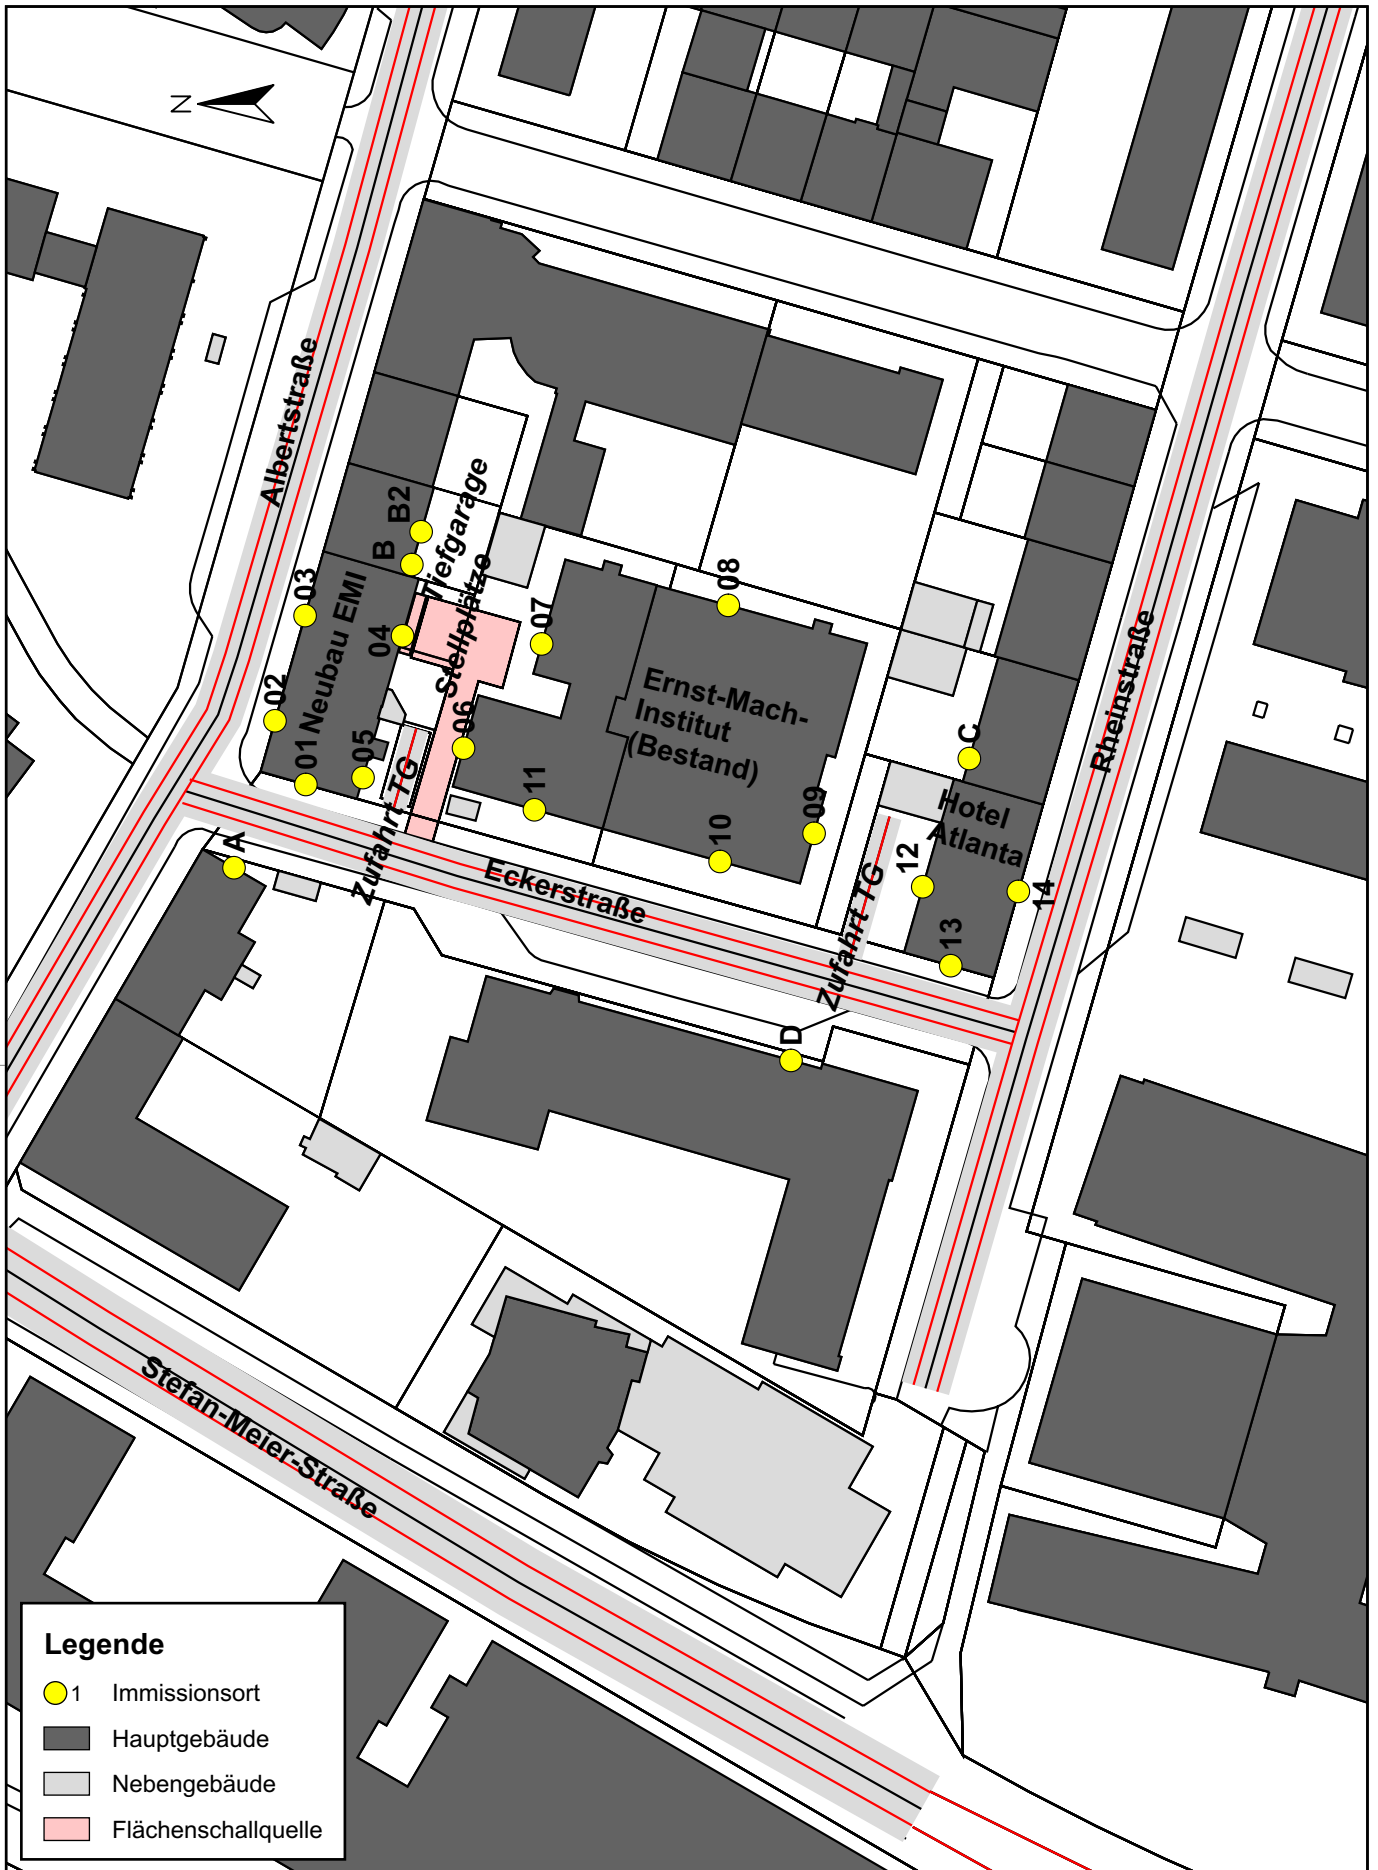 N
Albertstraße
B2
B
Tiefgarage
Stellplätze
03
02
01
Neubau EMI
04
05
06
07
08
Ernst-Mach-
Institut
(Bestand)
11
10
09
Zufahrt TG
A
Eckerstraße
Rheinstraße
C
Hotel
Atlanta
12
13
14
Zufahrt TG
D
Stefan-Meier-Straße
Legende
1 Immissionsort
Hauptgebäude
Nebengebäude
Flächenschallquelle